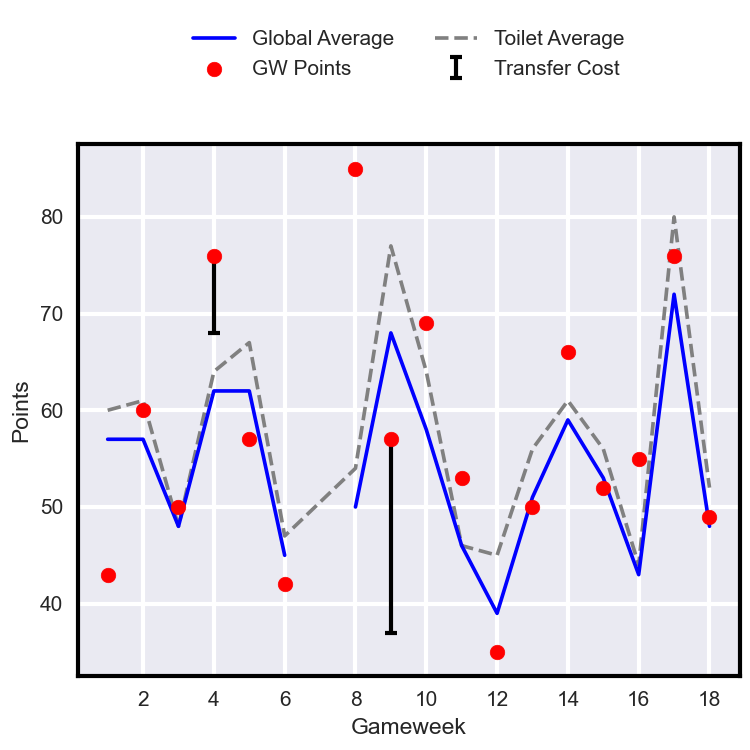 Global Average
Toilet Average
GW Points
Transfer Cost
80
70
60
50
40
Points
2 4 6 8 10 12 14 16 18
Gameweek